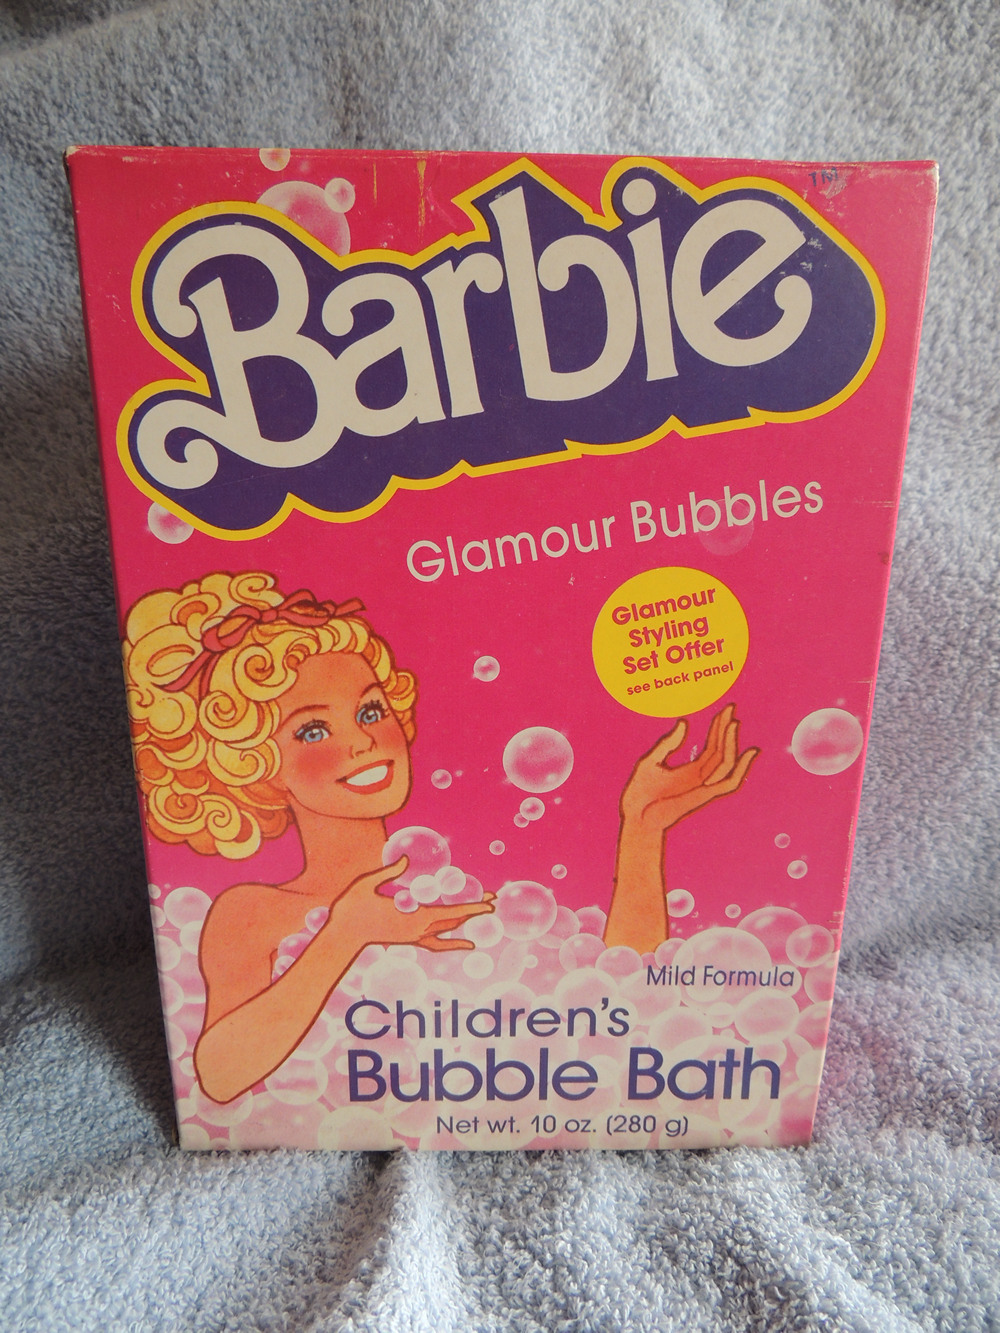 Barbie TM
Glamour Bubbles
Glamour
Styling
Set Offer
see back panel
Mild Formula
Children's
Bubble Bath
Net wt. 10 oz. (280 g)